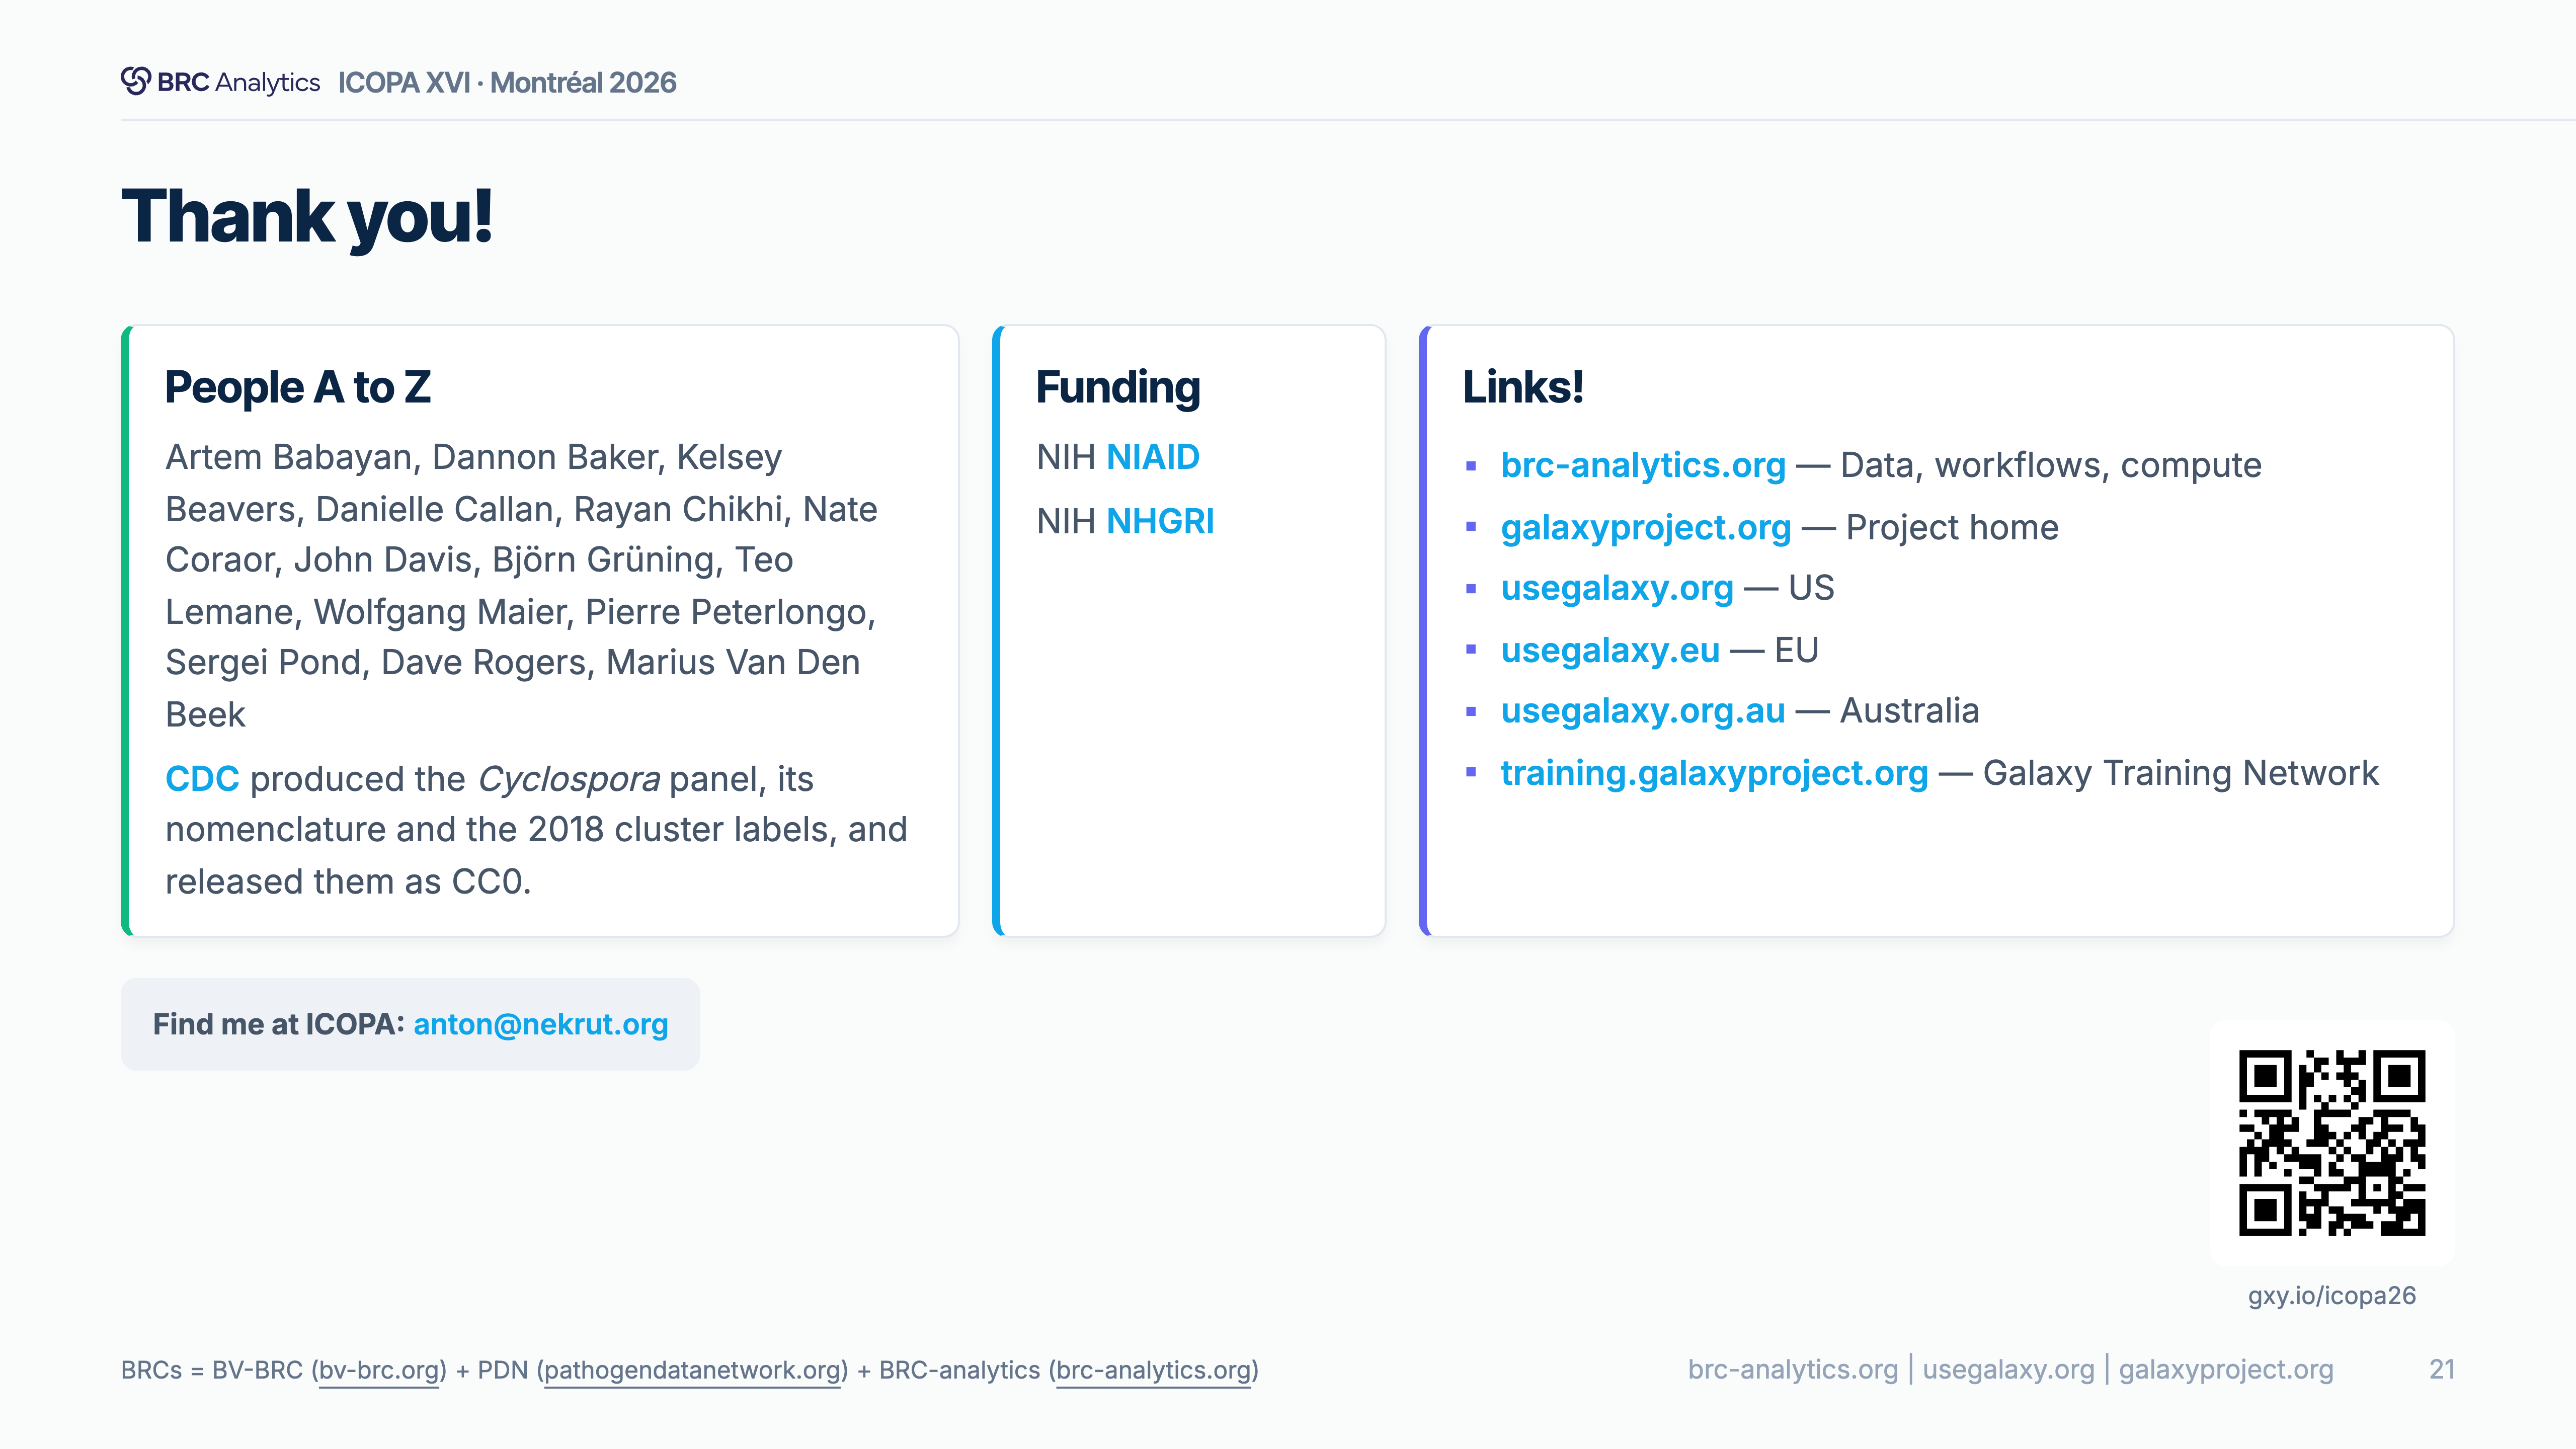 BRC Analytics ICOPA XVI · Montréal 2026
Thank you!
People A to Z
Artem Babayan, Dannon Baker, Kelsey
Beavers, Danielle Callan, Rayan Chikhi, Nate
Coraor, John Davis, Björn Grüning, Teo
Lemane, Wolfgang Maier, Pierre Peterlongo,
Sergei Pond, Dave Rogers, Marius Van Den
Beek
CDC produced the Cyclospora panel, its
nomenclature and the 2018 cluster labels, and
released them as CC0.
Funding
NIH NIAID
NIH NHGRI
Links!
▪ brc-analytics.org — Data, workflows, compute
▪ galaxyproject.org — Project home
▪ usegalaxy.org — US
▪ usegalaxy.eu — EU
▪ usegalaxy.org.au — Australia
▪ training.galaxyproject.org — Galaxy Training Network
Find me at ICOPA: anton@nekrut.org
gxy.io/icopa26
BRCs = BV-BRC (bv-brc.org) + PDN (pathogendatanetwork.org) + BRC-analytics (brc-analytics.org)
brc-analytics.org | usegalaxy.org | galaxyproject.org 21